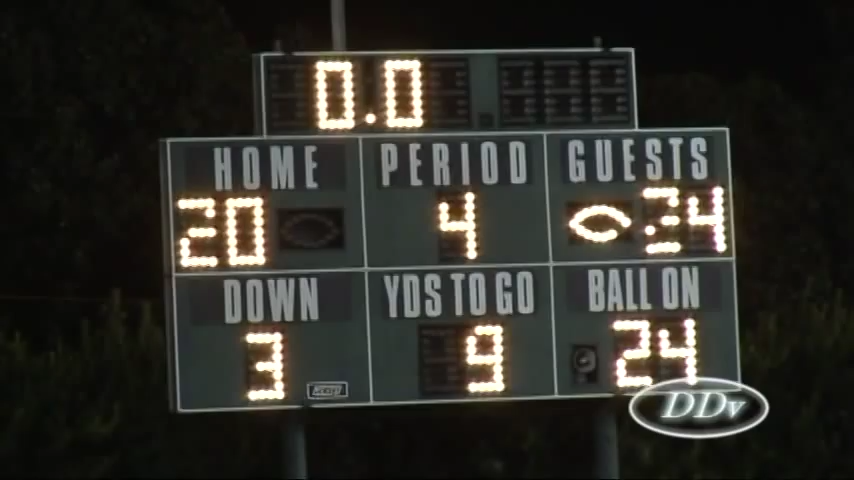 0.0
HOME PERIOD GUESTS
20 4 24
DOWN YDS TO GO BALL ON
3 9 24
DDv